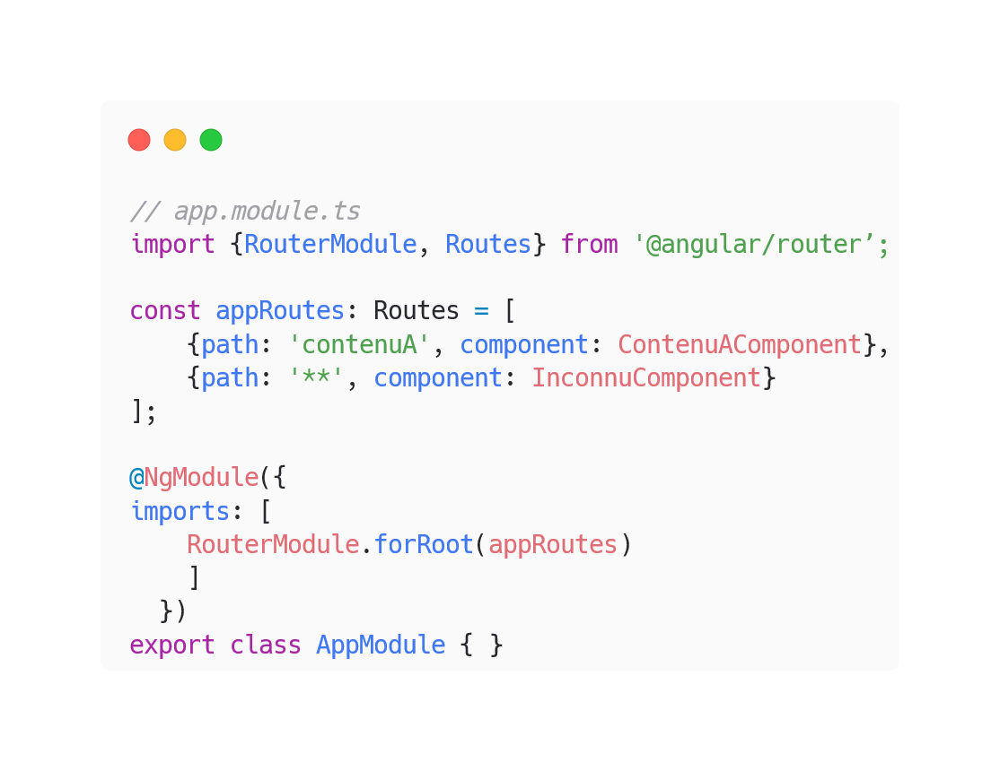 // app.module.ts
import {RouterModule, Routes} from '@angular/router’;
const appRoutes: Routes = [
    {path: 'contenuA', component: ContenuAComponent},
    {path: '**', component: InconnuComponent}
];
@NgModule({
imports: [
    RouterModule.forRoot(appRoutes)
    ]
  })
export class AppModule { }